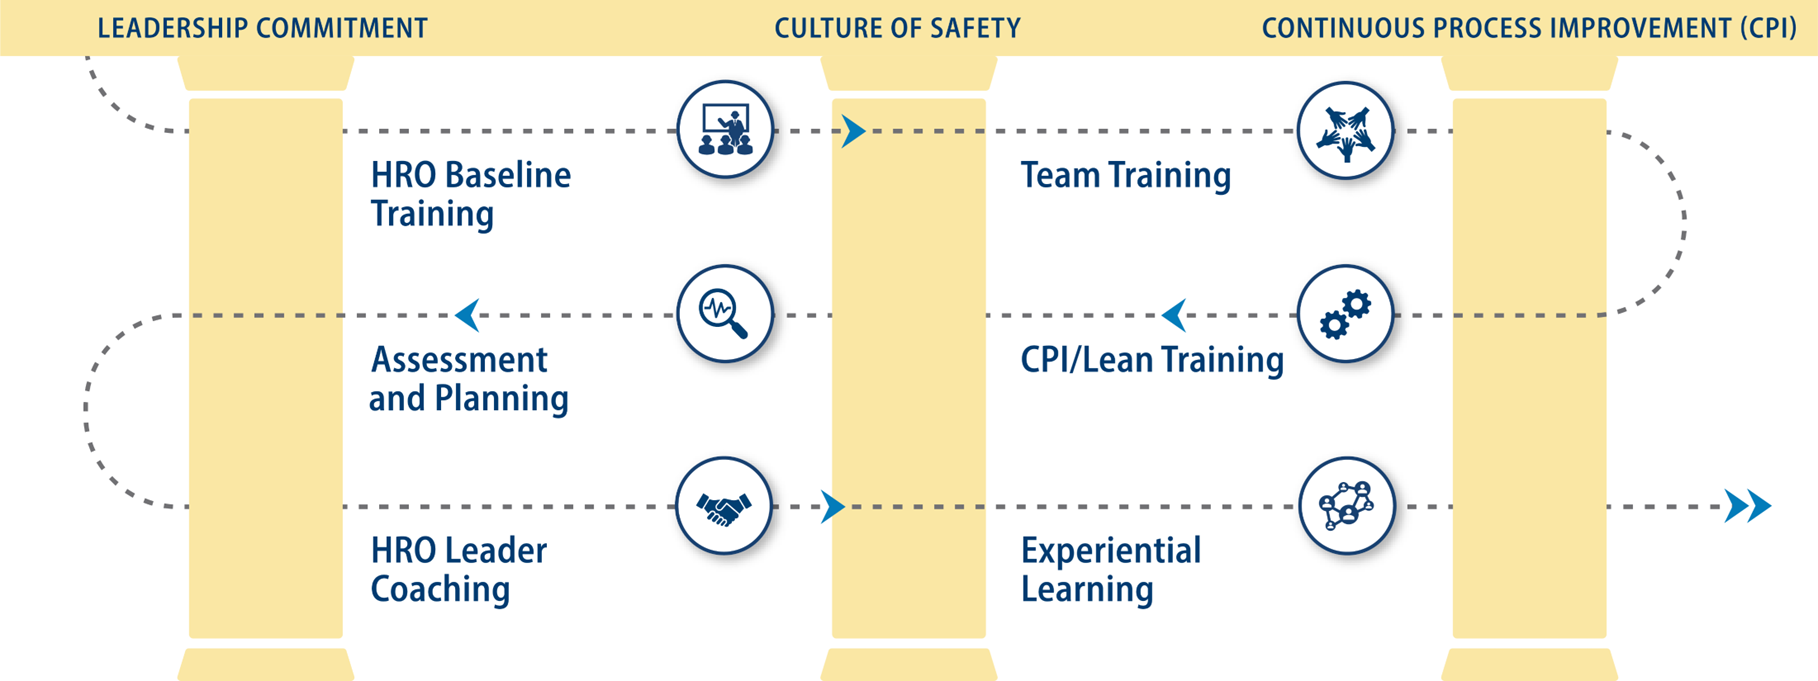 LEADERSHIP COMMITMENT
CULTURE OF SAFETY
CONTINUOUS PROCESS IMPROVEMENT (CPI)
HRO Baseline
Training
Team Training
Assessment
and Planning
CPI/Lean Training
HRO Leader
Coaching
Experiential
Learning